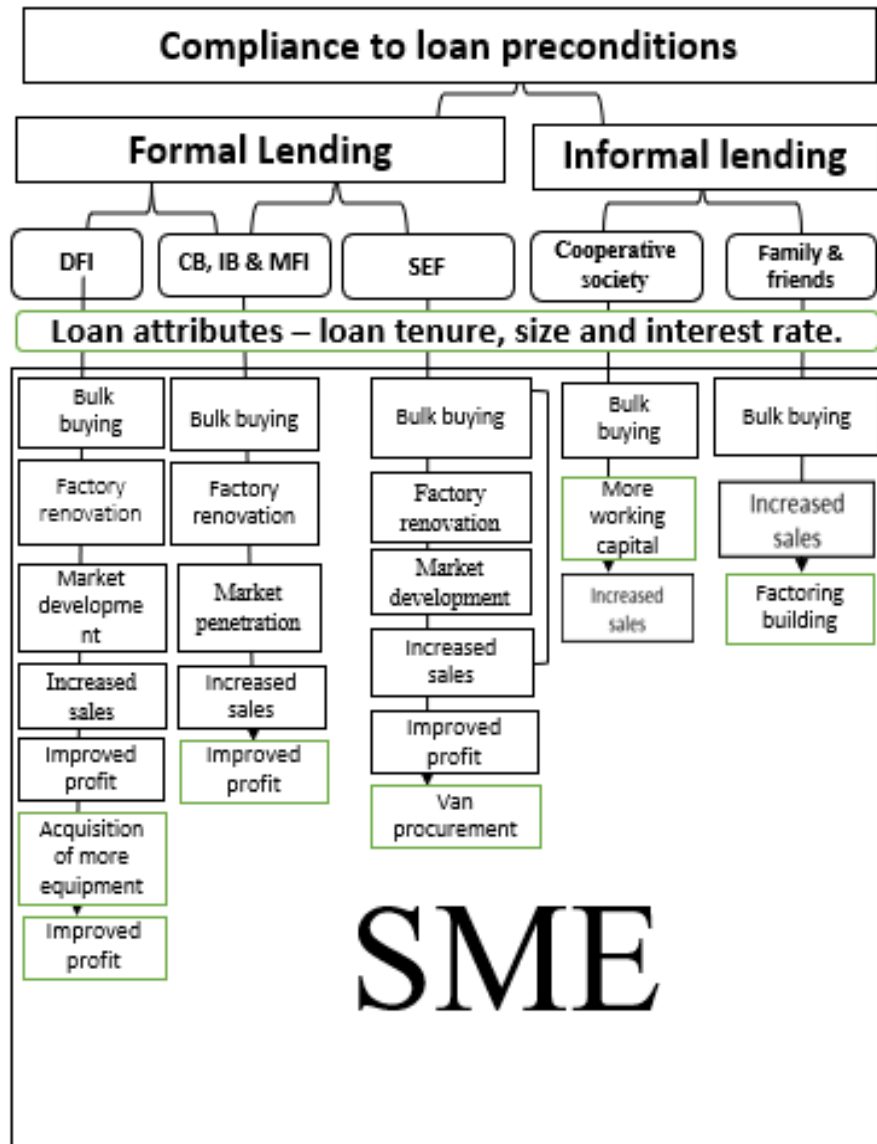 Compliance to loan preconditions
Formal Lending
Informal lending
DFI
CB, IB & MFI
SEF
Cooperative
society
Family &
friends
Loan attributes – loan tenure, size and interest rate.
Bulk
buying
Factory
renovation
Market
developme
nt
Increased
sales
Improved
profit
Acquisition
of more
equipment
Improved
profit
Bulk buying
Factory
renovation
Market
penetration
Increased
sales
Improved
profit
Bulk buying
Factory
renovation
Market
development
Increased
sales
Improved
profit
Van
procurement
Bulk
buying
More
working
capital
Increased
sales
Bulk buying
Increased
sales
Factoring
building
SME